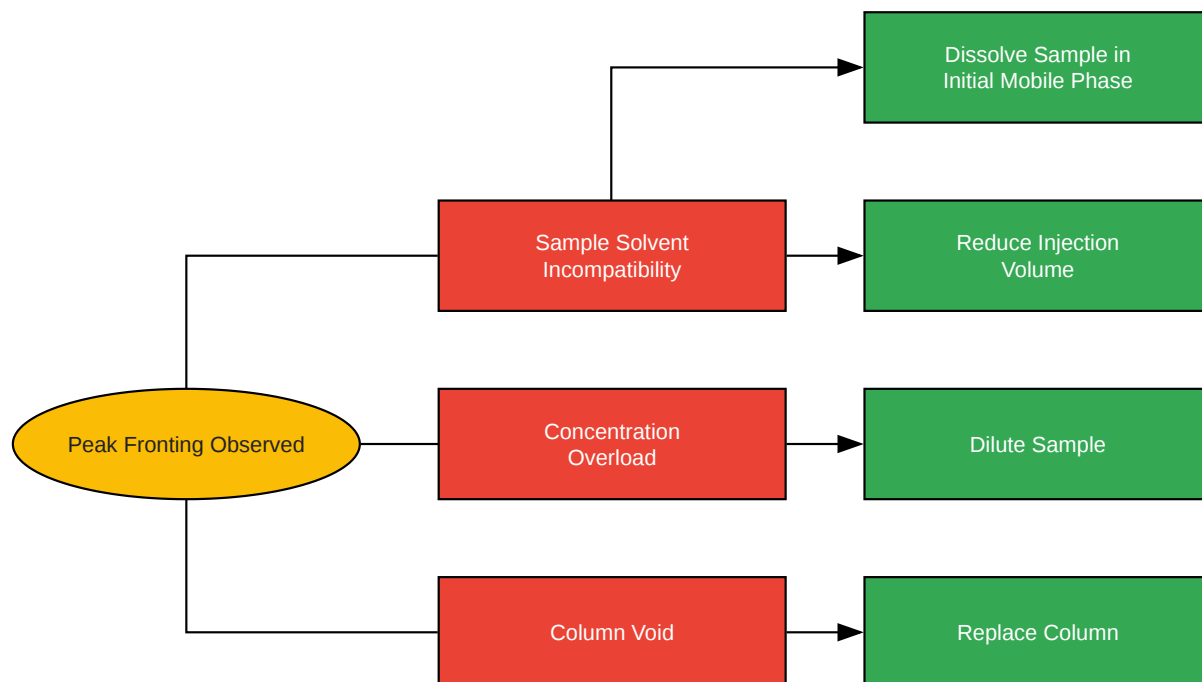 Dissolve Sample in
Initial Mobile Phase
Sample Solvent
Incompatibility
Reduce Injection
Volume
Peak Fronting Observed
Concentration
Overload
Dilute Sample
Column Void
Replace Column